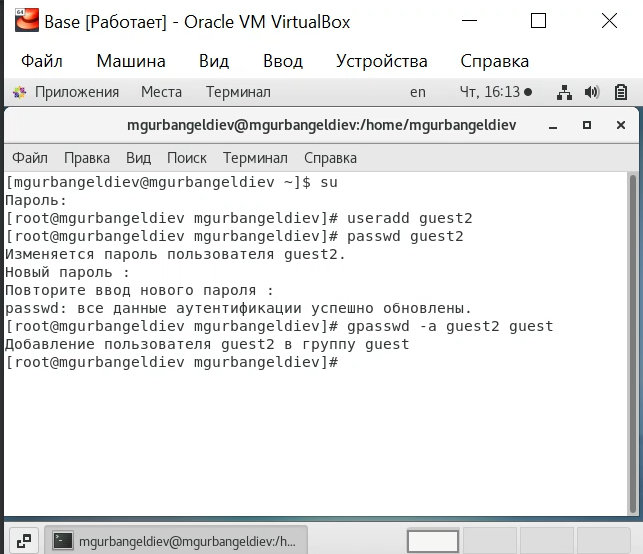 64
Base [Работает] - Oracle VM VirtualBox
Файл Машина Вид Ввод Устройства Справка
Приложения Места Терминал en Чт, 16:13
mgurbangeldiev@mgurbangeldiev:/home/mgurbangeldiev
Файл Правка Вид Поиск Терминал Справка
[mgurbangeldiev@mgurbangeldiev ~]$ su
Пароль:
[root@mgurbangeldiev mgurbangeldiev]# useradd guest2
[root@mgurbangeldiev mgurbangeldiev]# passwd guest2
Изменяется пароль пользователя guest2.
Новый пароль :
Повторите ввод нового пароля :
passwd: все данные аутентификации успешно обновлены.
[root@mgurbangeldiev mgurbangeldiev]# gpasswd -a guest2 guest
Добавление пользователя guest2 в группу guest
[root@mgurbangeldiev mgurbangeldiev]#
mgurbangeldiev@mgurbangeldiev:/h...